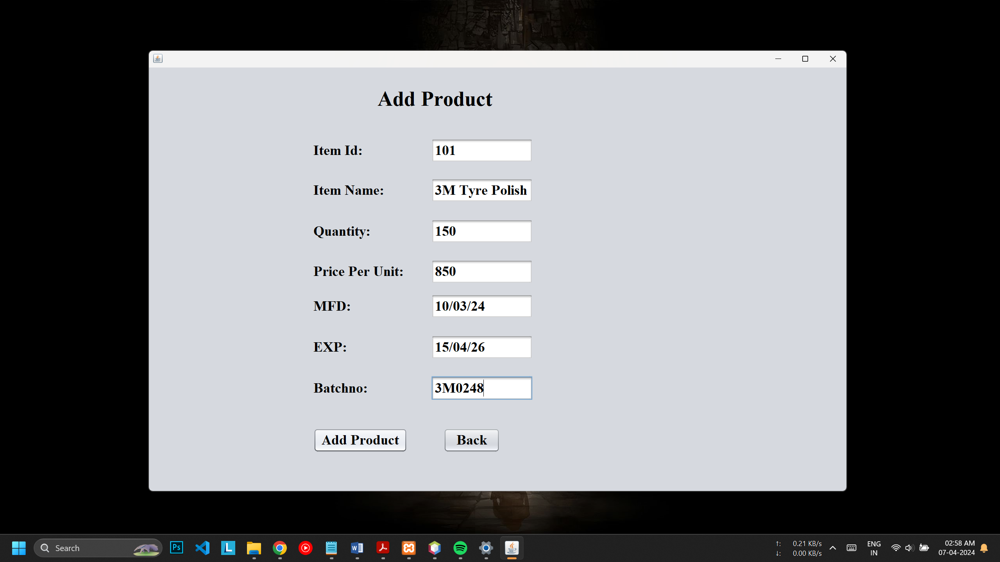 Add Product
Item Id: 101
Item Name: 3M Tyre Polish
Quantity: 150
Price Per Unit: 850
MFD: 10/03/24
EXP: 15/04/26
Batchno: 3M0248
Add Product Back
Search Ps L W ↑: 0.21 KB/s ENG 02:58 AM
↓: 0.00 KB/s IN 07-04-2024